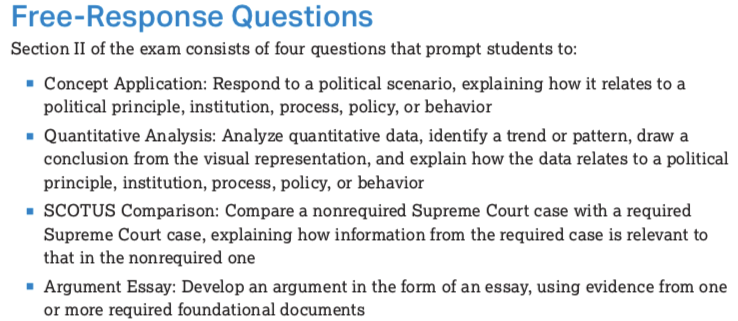 Free-Response Questions
Section II of the exam consists of four questions that prompt students to:
▪ Concept Application: Respond to a political scenario, explaining how it relates to a
political principle, institution, process, policy, or behavior
▪ Quantitative Analysis: Analyze quantitative data, identify a trend or pattern, draw a
conclusion from the visual representation, and explain how the data relates to a political
principle, institution, process, policy, or behavior
▪ SCOTUS Comparison: Compare a nonrequired Supreme Court case with a required
Supreme Court case, explaining how information from the required case is relevant to
that in the nonrequired one
▪ Argument Essay: Develop an argument in the form of an essay, using evidence from one
or more required foundational documents